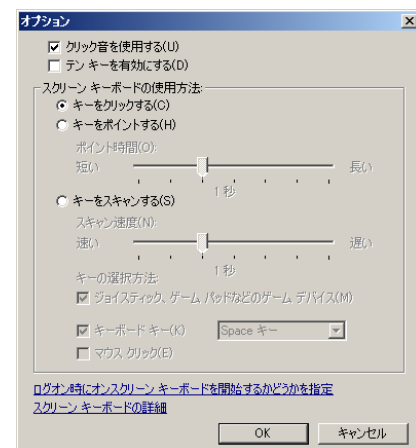 オプション
クリック音を使用する(U)
テン キーを有効にする(D)
スクリーン キーボードの使用方法:
キーをクリックする(C)
キーをポイントする(H)
ポイント時間(O):
短い 長い
1 秒
キーをスキャンする(S)
スキャン速度(N):
速い 遅い
1 秒
キーの選択方法:
ジョイスティック、ゲーム パッドなどのゲーム デバイス(M)
キーボード キー(K) Space キー
マウス クリック(E)
ログオン時にオンスクリーン キーボードを開始するかどうかを指定
スクリーン キーボードの詳細
OK キャンセル